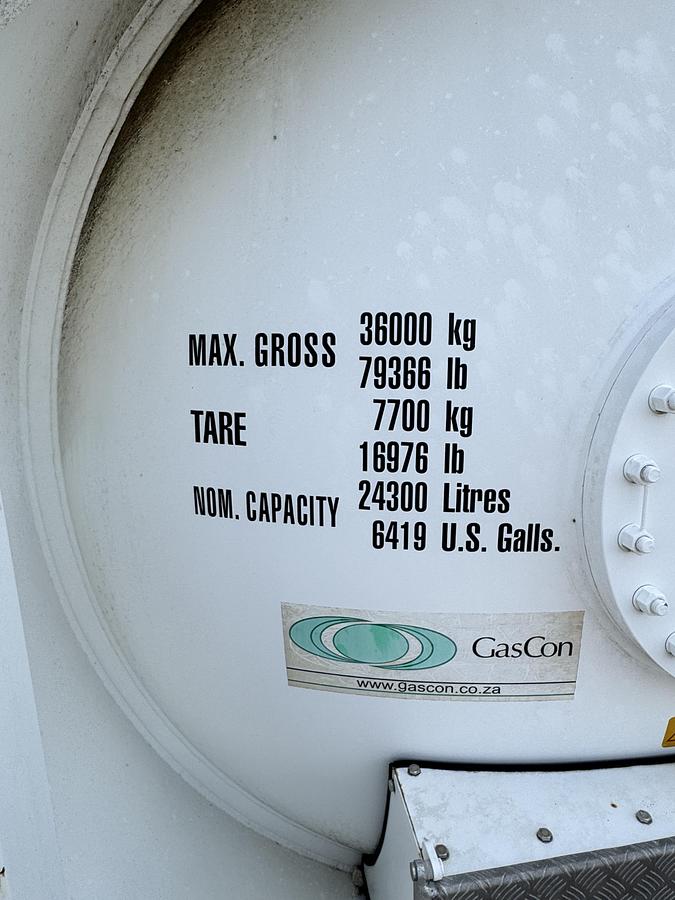 MAX. GROSS 36000 kg
79366 lb
TARE 7700 kg
16976 lb
NOM. CAPACITY 24300 Litres
6419 U.S. Galls.
GasCon
www.gascon.co.za